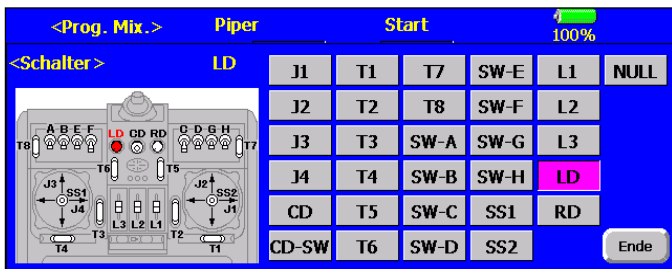 <Prog. Mix.> Piper Start 100%
<Schalter> LD
J1 T1 T7 SW-E L1 NULL
J2 T2 T8 SW-F L2
J3 T3 SW-A SW-G L3
J4 T4 SW-B SW-H LD
CD T5 SW-C SS1 RD
CD-SW T6 SW-D SS2 Ende
A B E F LD CD RD C D G H
T8 T7
T6 T5
J3 SS1 J4 J2 SS2 J1
T3 L3 L2 L1 T2
T4 T1